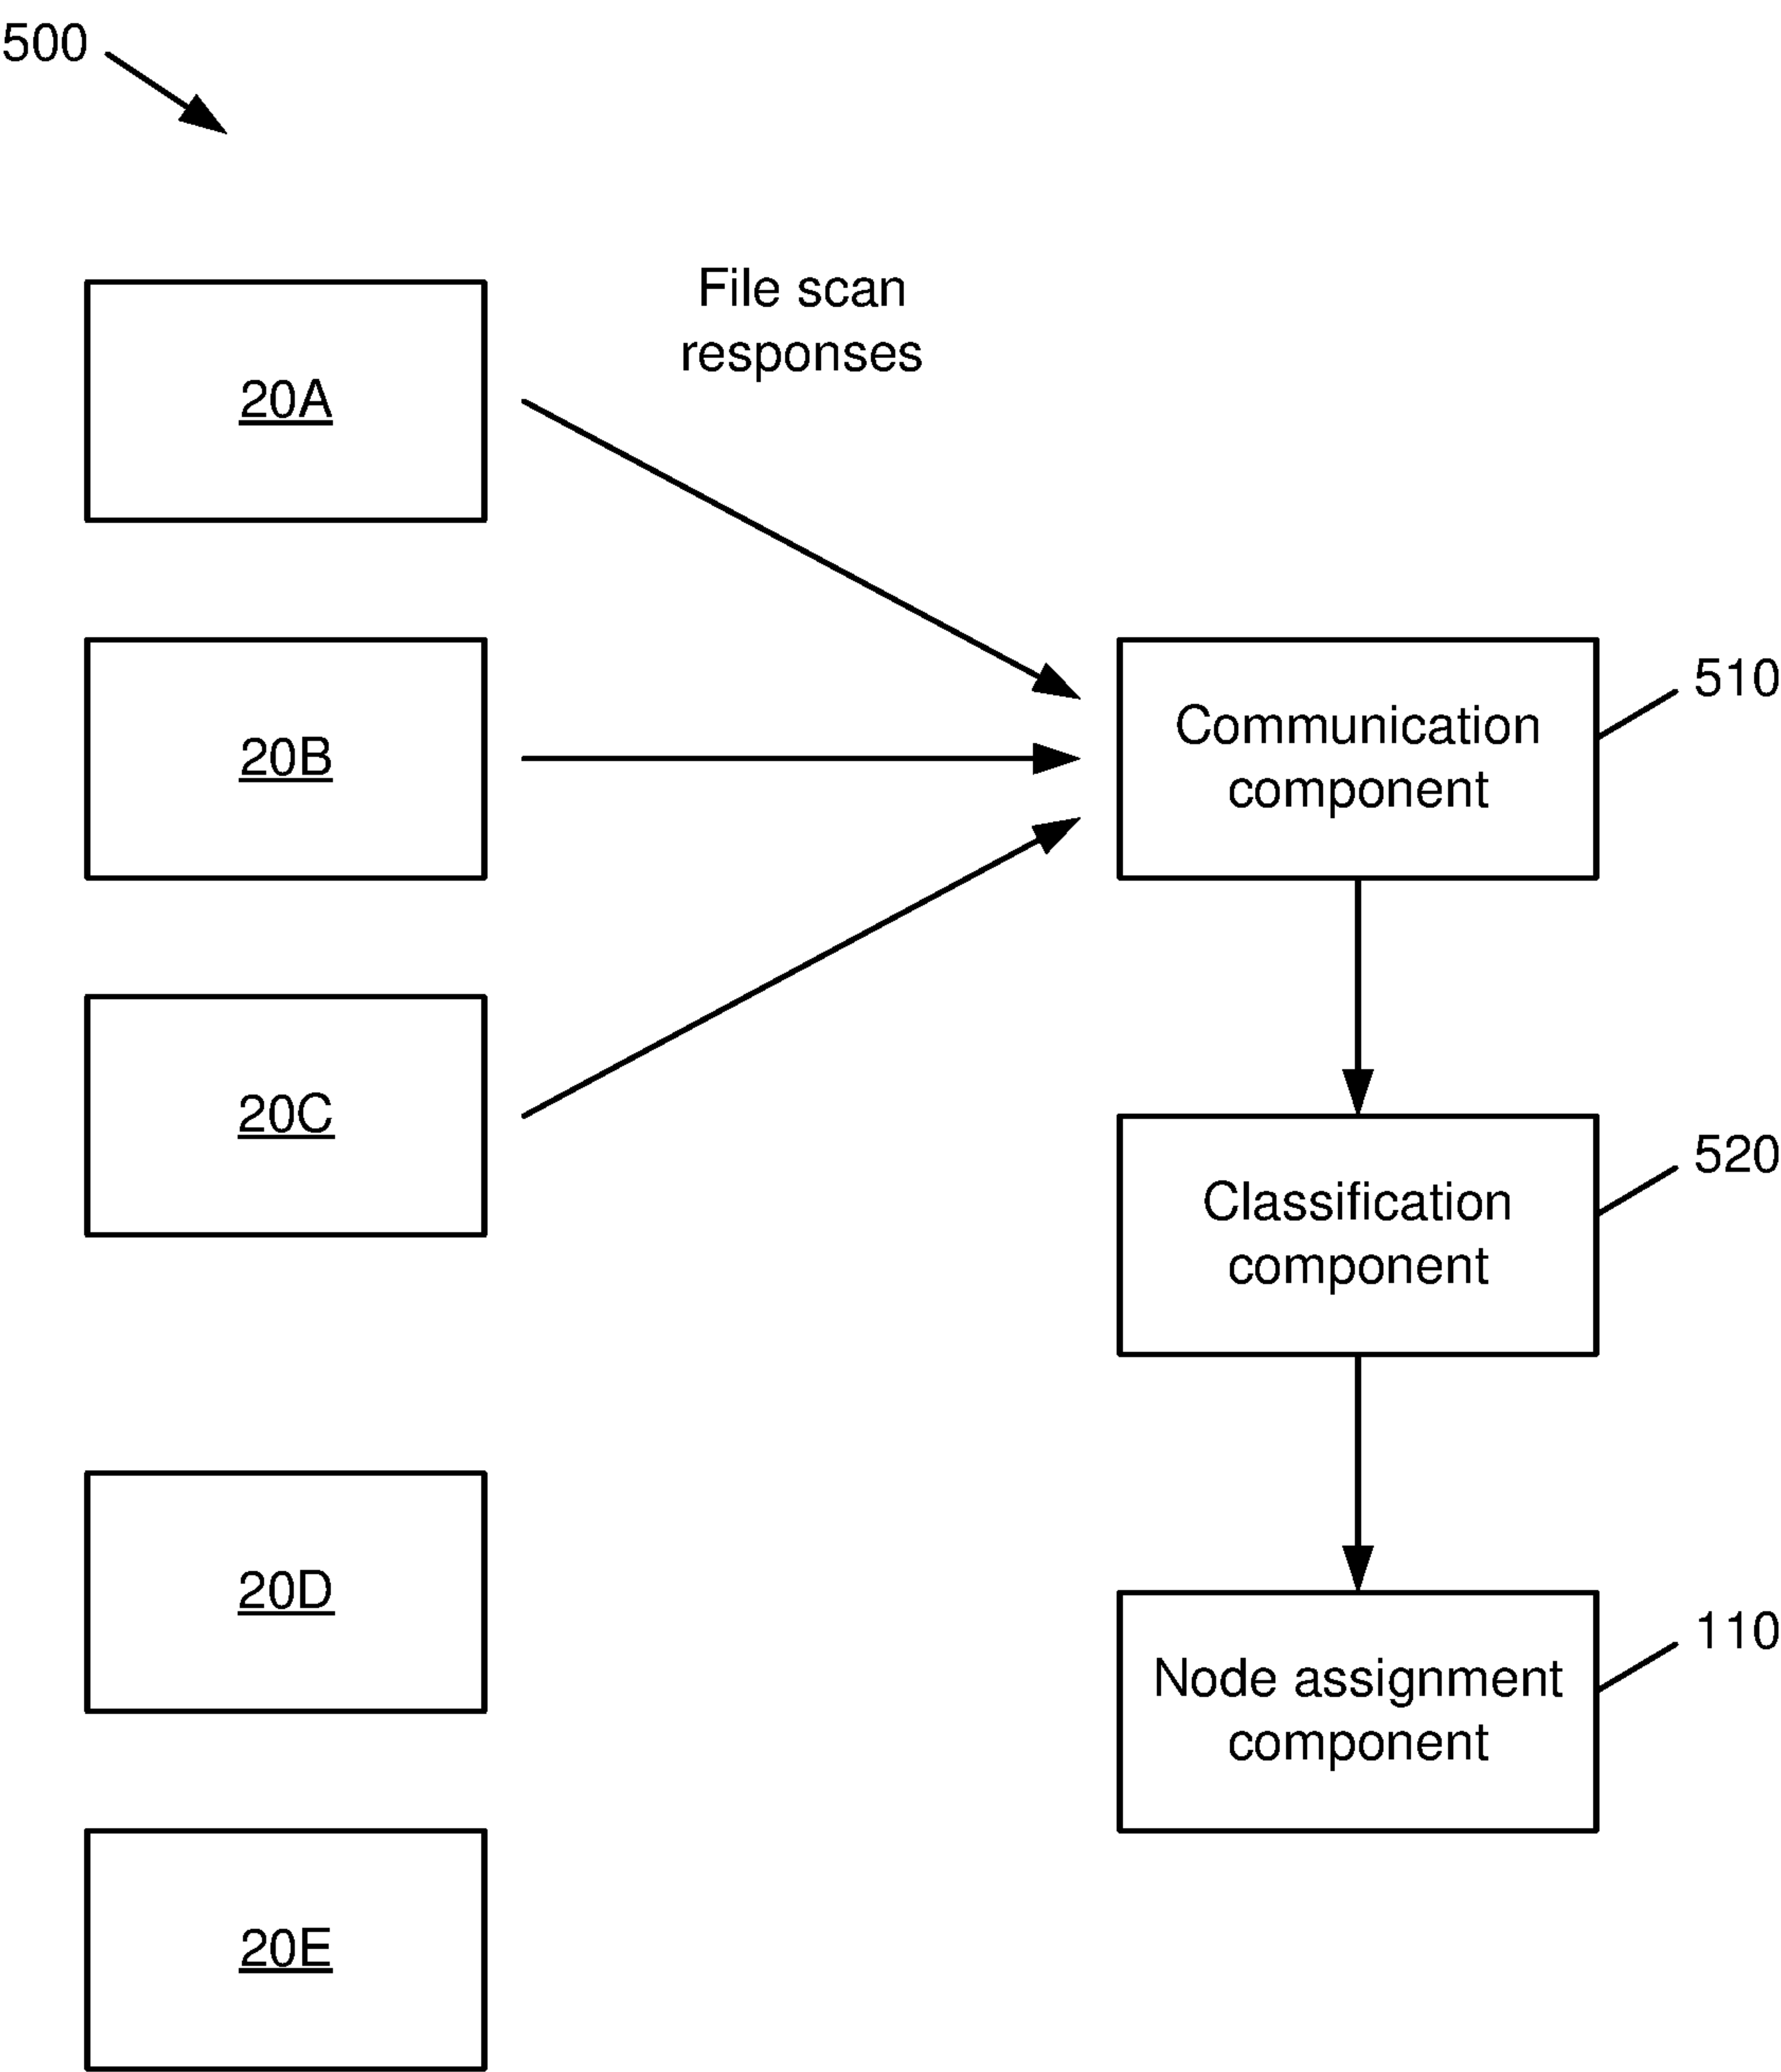 500
File scan
responses
20A
20B
20C
20D
20E
Communication
component
510
Classification
component
520
Node assignment
component
110